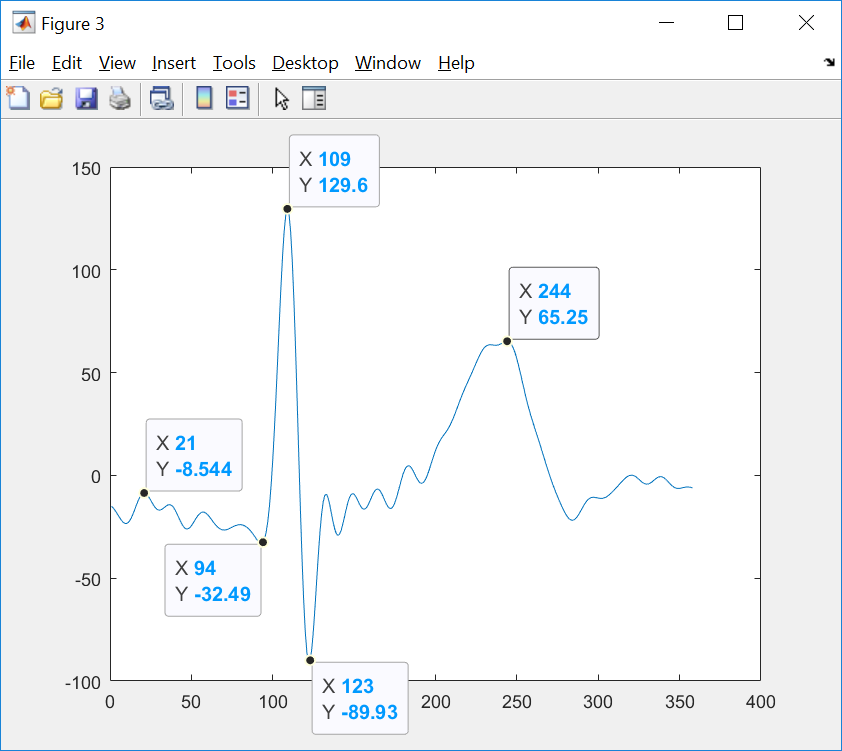 Figure 3
File Edit View Insert Tools Desktop Window Help
X 109
Y 129.6
X 244
Y 65.25
X 21
Y -8.544
X 94
Y -32.49
X 123
Y -89.93
150
100
50
0
-50
-100
0 50 100 150 200 250 300 350 400